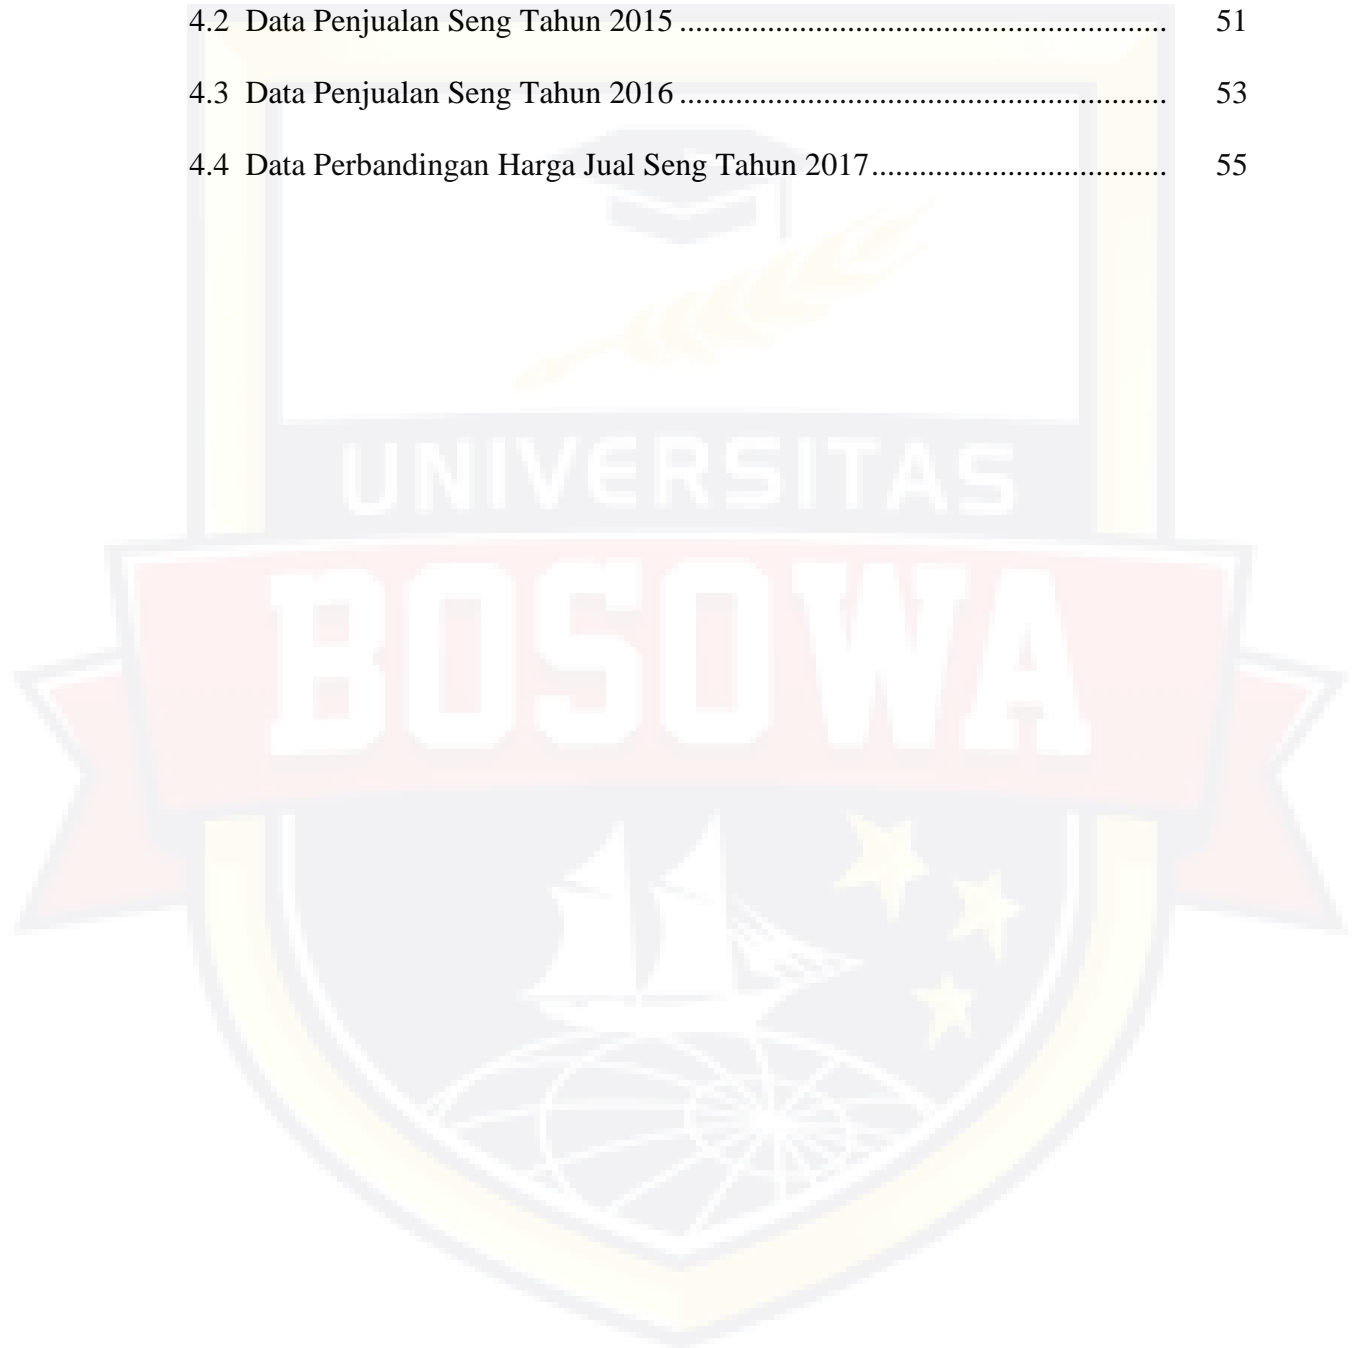 4.2 Data Penjualan Seng Tahun 2015 ............................................................ 51
4.3 Data Penjualan Seng Tahun 2016 ............................................................ 53
4.4 Data Perbandingan Harga Jual Seng Tahun 2017..................................... 55
UNIVERSITAS
BOSOWA